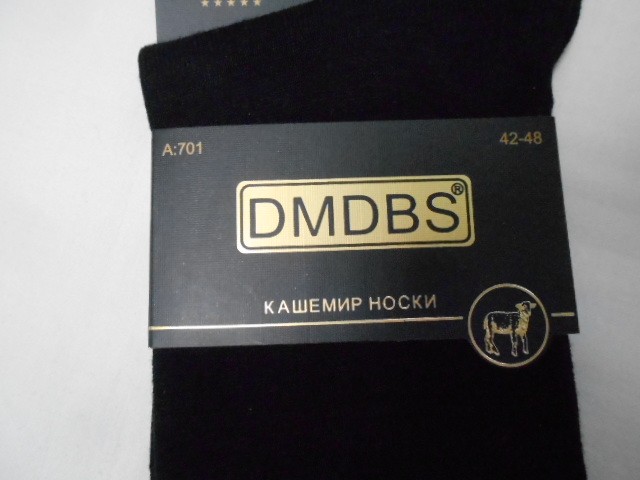 A:701
42-48
DMDBS®
КАШЕМИР НОСКИ